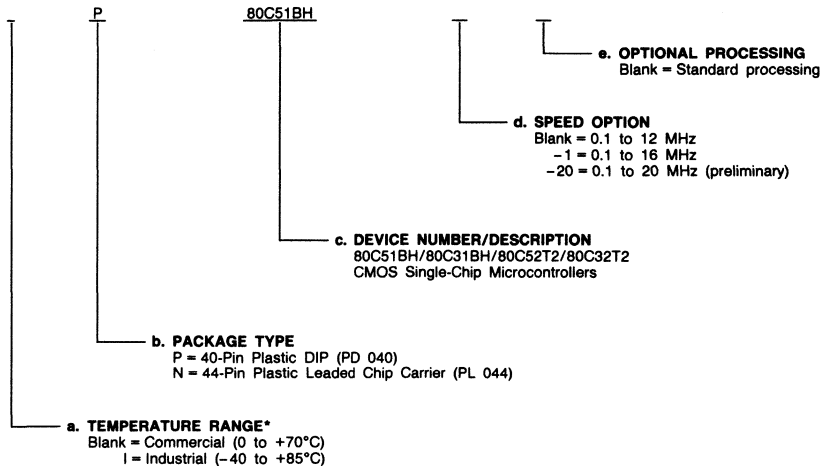 P 80C51BH
e. OPTIONAL PROCESSING
Blank = Standard processing
d. SPEED OPTION
Blank = 0.1 to 12 MHz
-1 = 0.1 to 16 MHz
-20 = 0.1 to 20 MHz (preliminary)
c. DEVICE NUMBER/DESCRIPTION
80C51BH/80C31BH/80C52T2/80C32T2
CMOS Single-Chip Microcontrollers
b. PACKAGE TYPE
P = 40-Pin Plastic DIP (PD 040)
N = 44-Pin Plastic Leaded Chip Carrier (PL 044)
a. TEMPERATURE RANGE*
Blank = Commercial (0 to +70°C)
I = Industrial (-40 to +85°C)